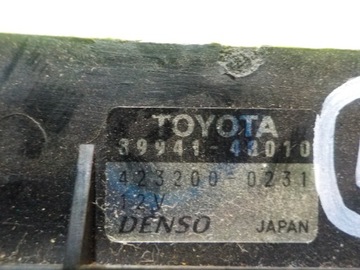 TOYOTA
89941-48010
423200-0231
12V
DENSO JAPAN